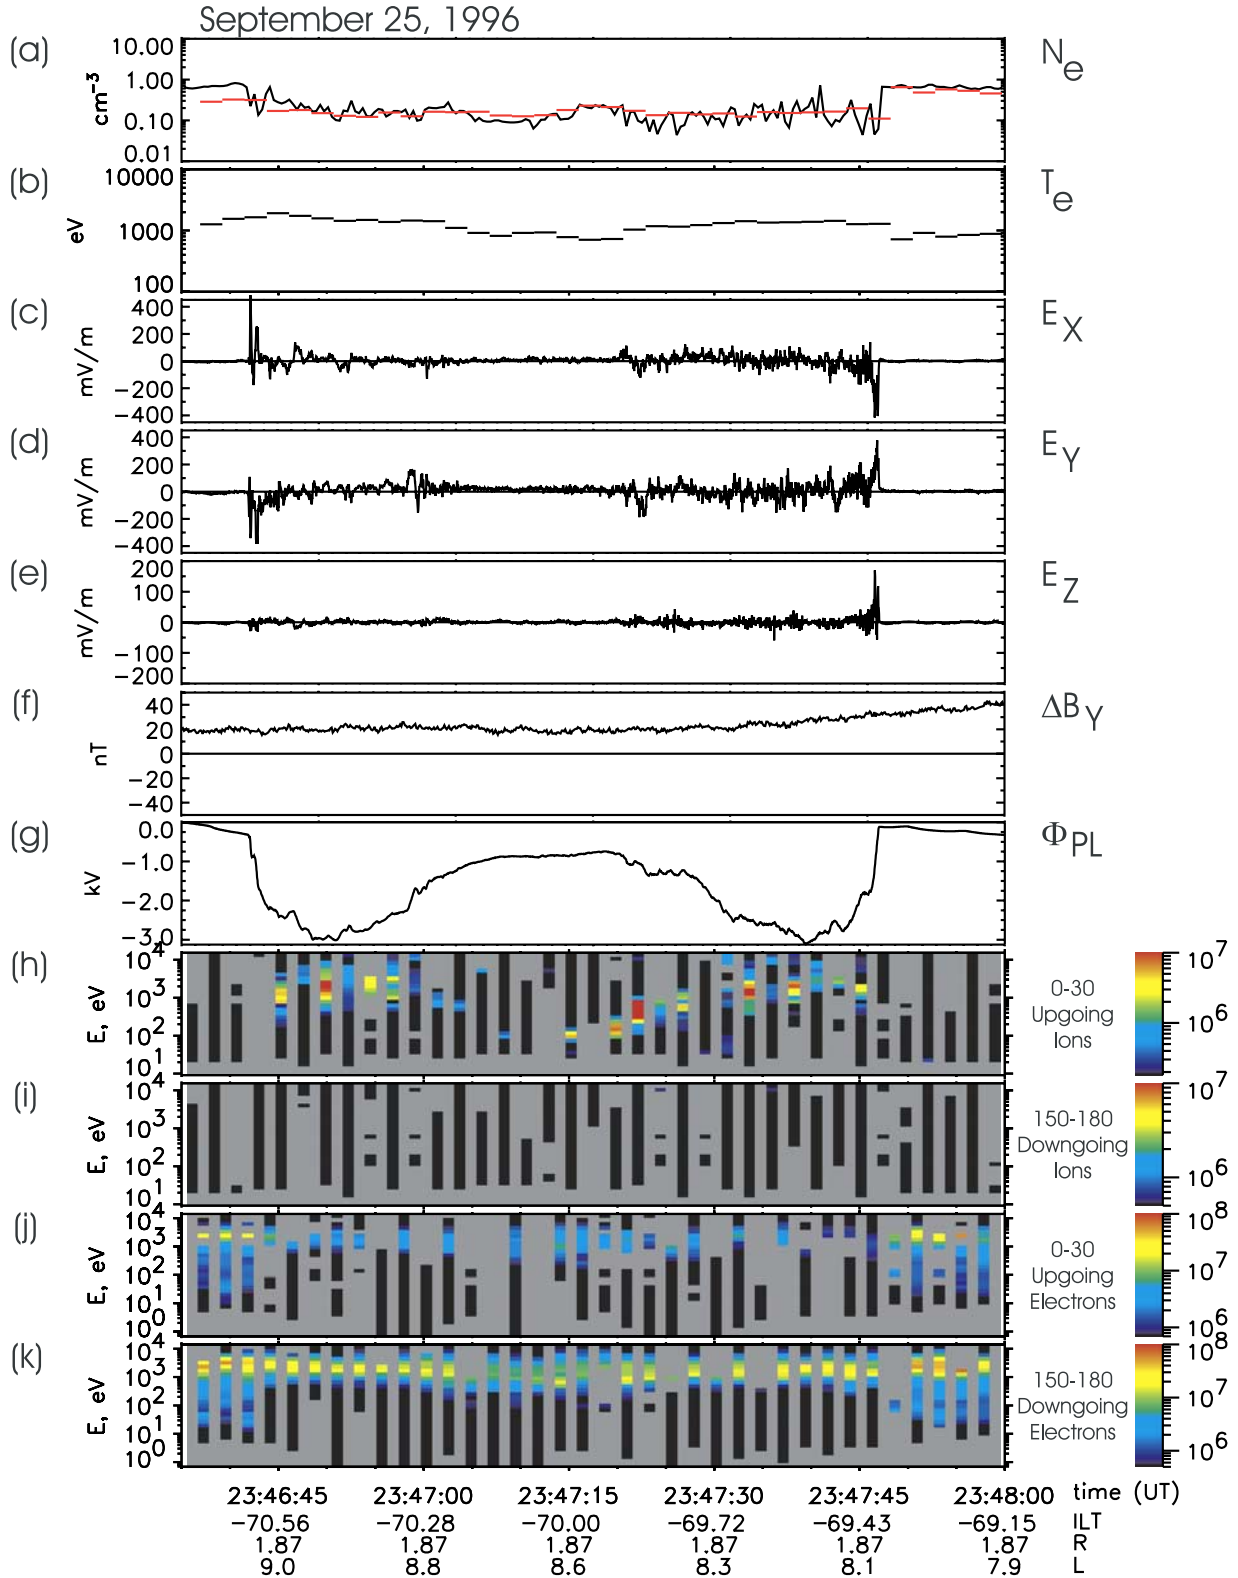 September 25, 1996
(a)
10.00
1.00
0.10
0.01
cm⁻³
Nₑ
(b)
10000
1000
100
eV
Tₑ
(c)
400
200
0
−200
−400
mV/m
E_X
(d)
400
200
0
−200
−400
mV/m
E_Y
(e)
200
100
0
−100
−200
mV/m
E_Z
(f)
40
20
0
−20
−40
nT
ΔB_Y
(g)
0.0
−1.0
−2.0
−3.0
kV
Φ_PL
(h)
10⁴
10³
10²
10¹
E, eV
0-30
Upgoing
Ions
10⁷
10⁶
(i)
10⁴
10³
10²
10¹
E, eV
150-180
Downgoing
Ions
10⁷
10⁶
(j)
10⁴
10³
10²
10¹
10⁰
E, eV
0-30
Upgoing
Electrons
10⁸
10⁷
10⁶
(k)
10⁴
10³
10²
10¹
10⁰
E, eV
150-180
Downgoing
Electrons
10⁸
10⁷
10⁶
23:46:45 23:47:00 23:47:15 23:47:30 23:47:45 23:48:00 time (UT)
−70.56 −70.28 −70.00 −69.72 −69.43 −69.15 ILT
1.87 1.87 1.87 1.87 1.87 1.87 R
9.0 8.8 8.6 8.3 8.1 7.9 L